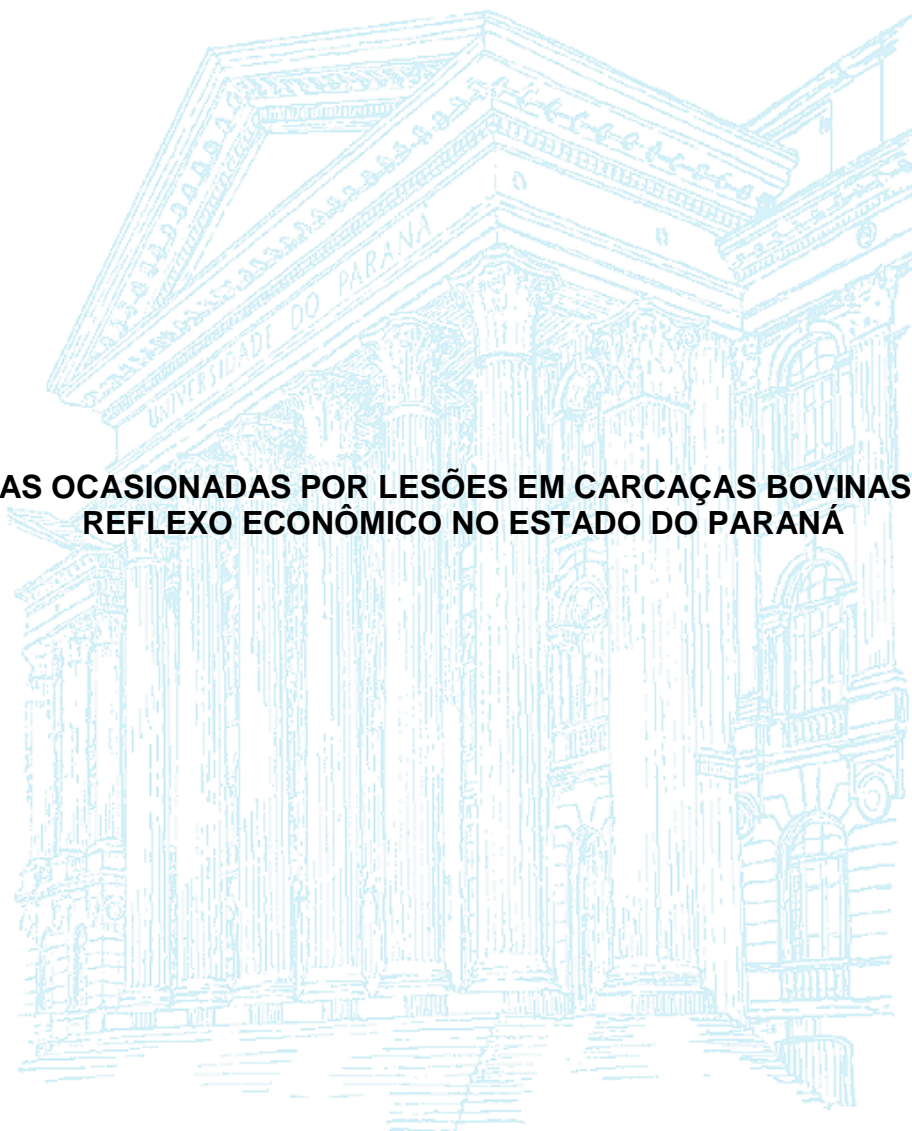 UNIVERSIDADE DO PARANÁ
AS OCASIONADAS POR LESÕES EM CARCAÇAS BOVINAS
REFLEXO ECONÔMICO NO ESTADO DO PARANÁ